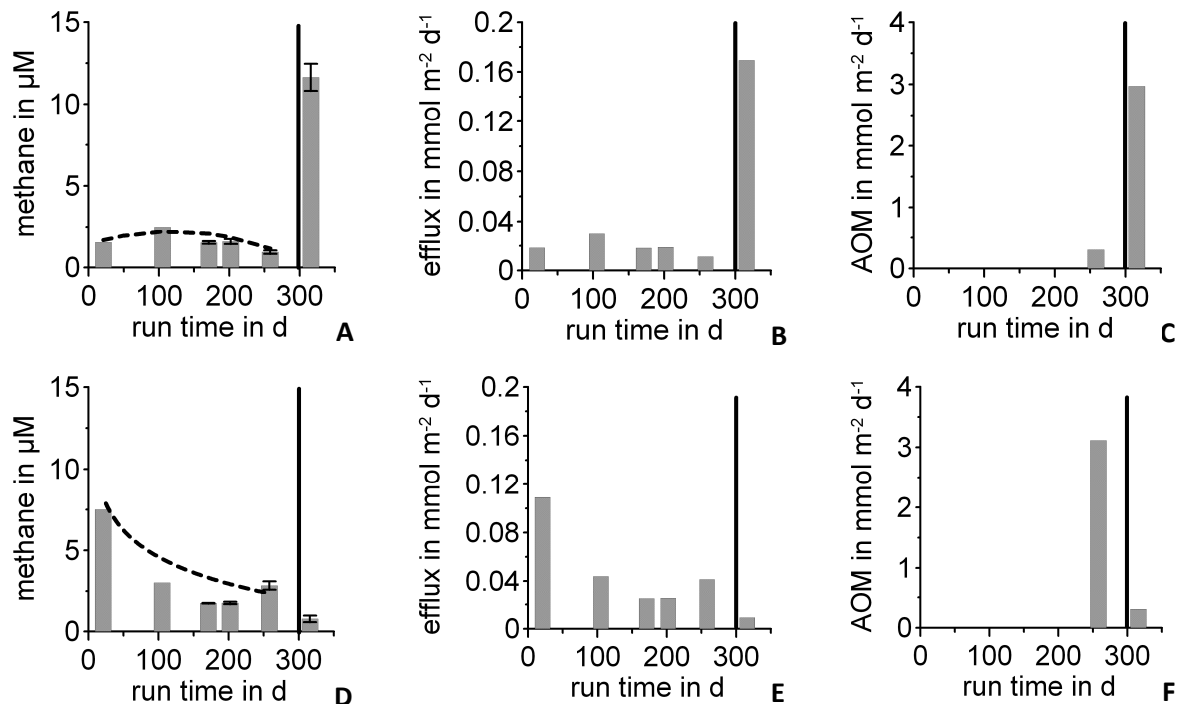 methane in µM
15
10
5
0
0 100 200 300
run time in d
A
efflux in mmol m⁻² d⁻¹
0.2
0.16
0.12
0.08
0.04
0
0 100 200 300
run time in d
B
AOM in mmol m⁻² d⁻¹
4
3
2
1
0
0 100 200 300
run time in d
C
methane in µM
15
10
5
0
0 100 200 300
run time in d
D
efflux in mmol m⁻² d⁻¹
0.2
0.16
0.12
0.08
0.04
0
0 100 200 300
run time in d
E
AOM in mmol m⁻² d⁻¹
4
3
2
1
0
0 100 200 300
run time in d
F